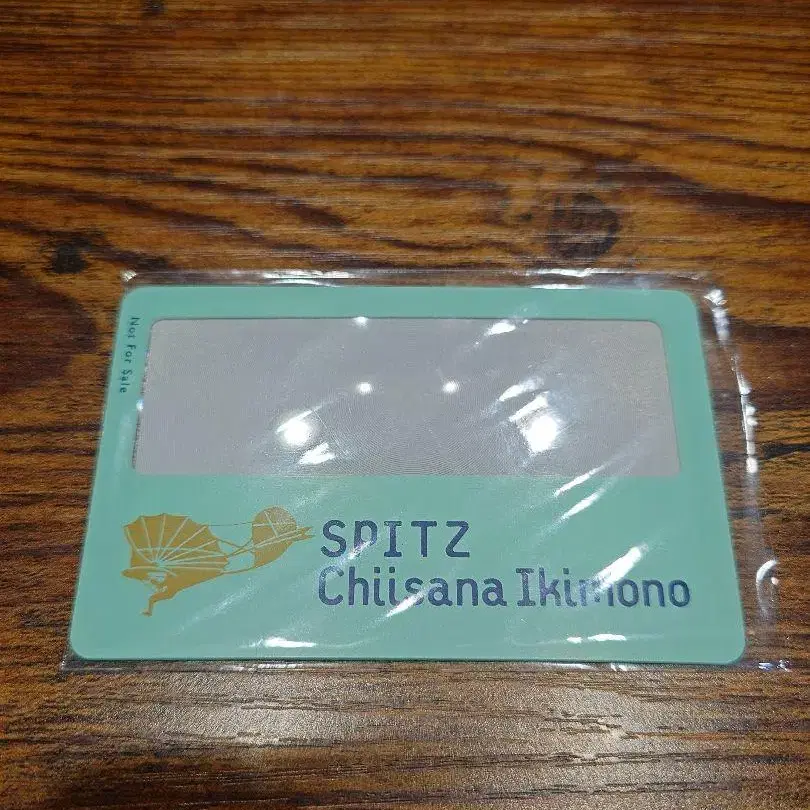 Not For Sale
SPITZ
Chiisana Ikimono